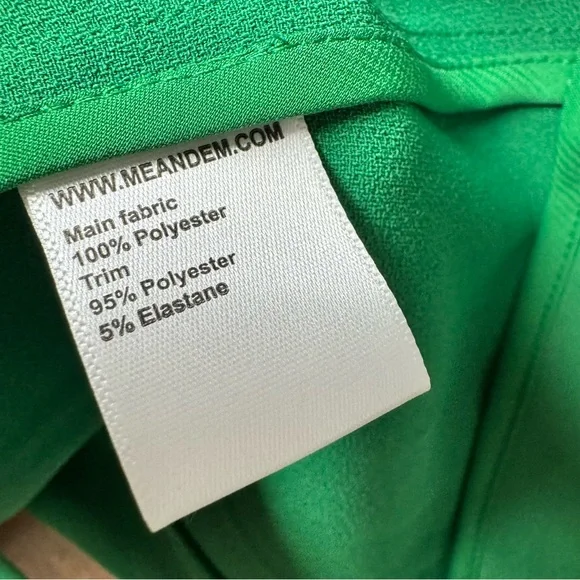 WWW.MEANDEM.COM
Main fabric
100% Polyester
Trim
95% Polyester
5% Elastane